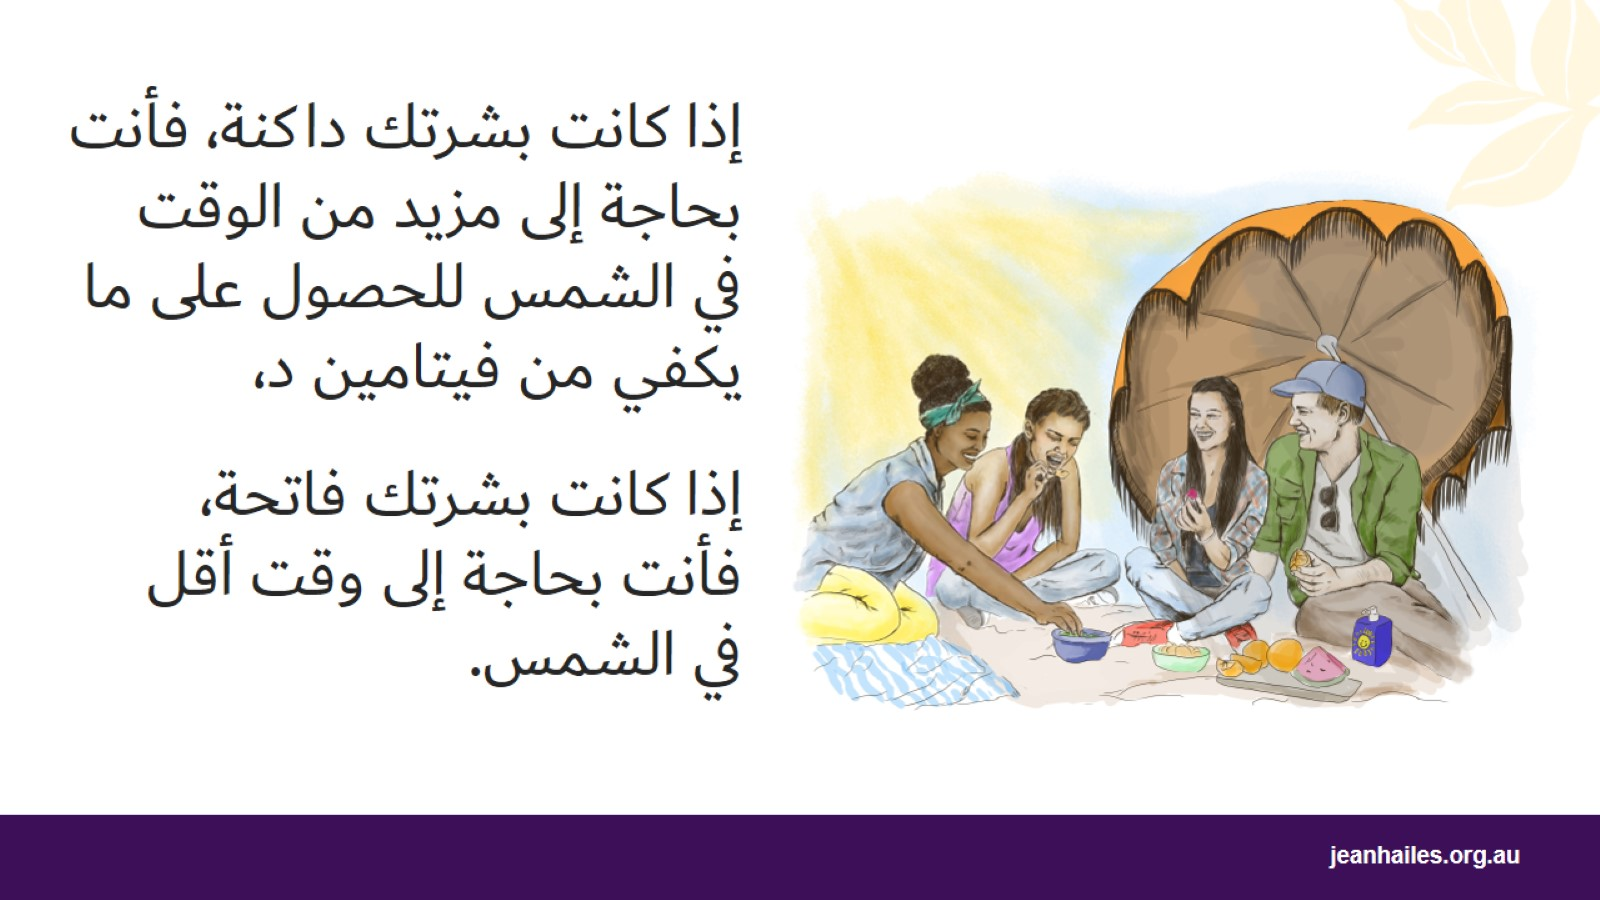 إذا كانت بشرتك داكنة، فأنت
بحاجة إلى مزيد من الوقت
في الشمس للحصول على ما
يكفي من فيتامين د،
إذا كانت بشرتك فاتحة،
فأنت بحاجة إلى وقت أقل
في الشمس.
jeanhailes.org.au